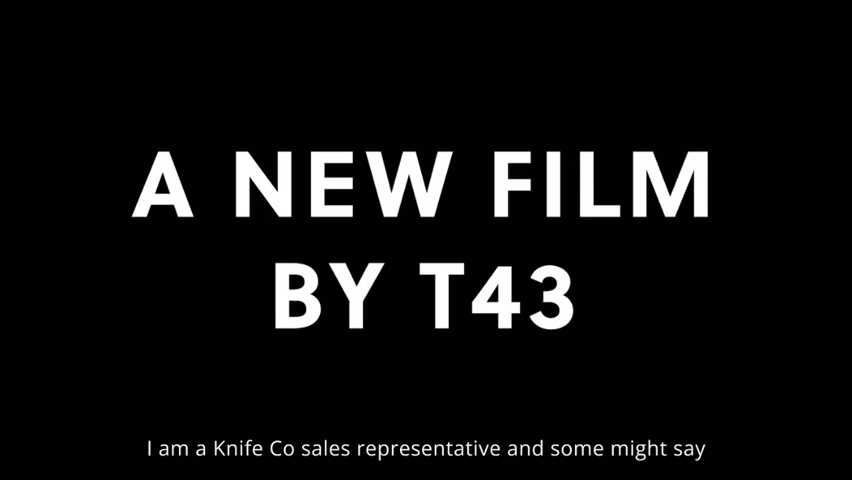 A NEW FILM
BY T43
I am a Knife Co sales representative and some might say